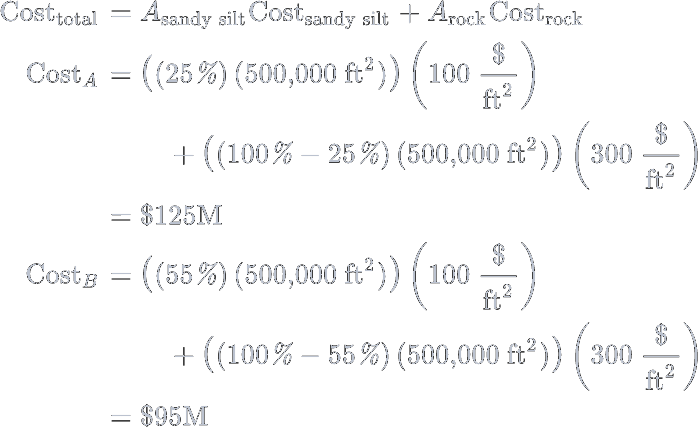 Cost_total = A_sandy silt Cost_sandy silt + A_rock Cost_rock
Cost_A = ((25%)(500,000 ft²))(100 $/ft²)
+ ((100% − 25%)(500,000 ft²))(300 $/ft²)
= $125M
Cost_B = ((55%)(500,000 ft²))(100 $/ft²)
+ ((100% − 55%)(500,000 ft²))(300 $/ft²)
= $95M